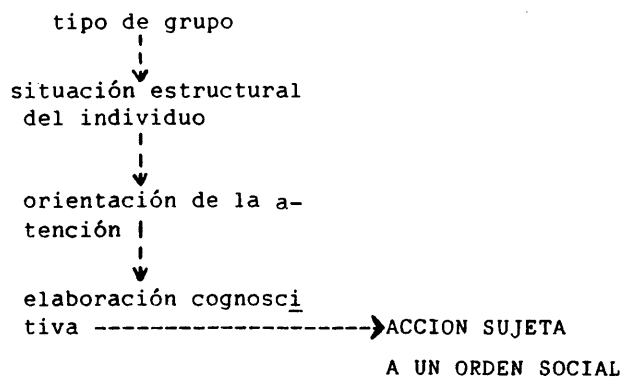 tipo de grupo
situación estructural
del individuo
orientación de la a-
tención
elaboración cognosci
tiva ACCION SUJETA
A UN ORDEN SOCIAL